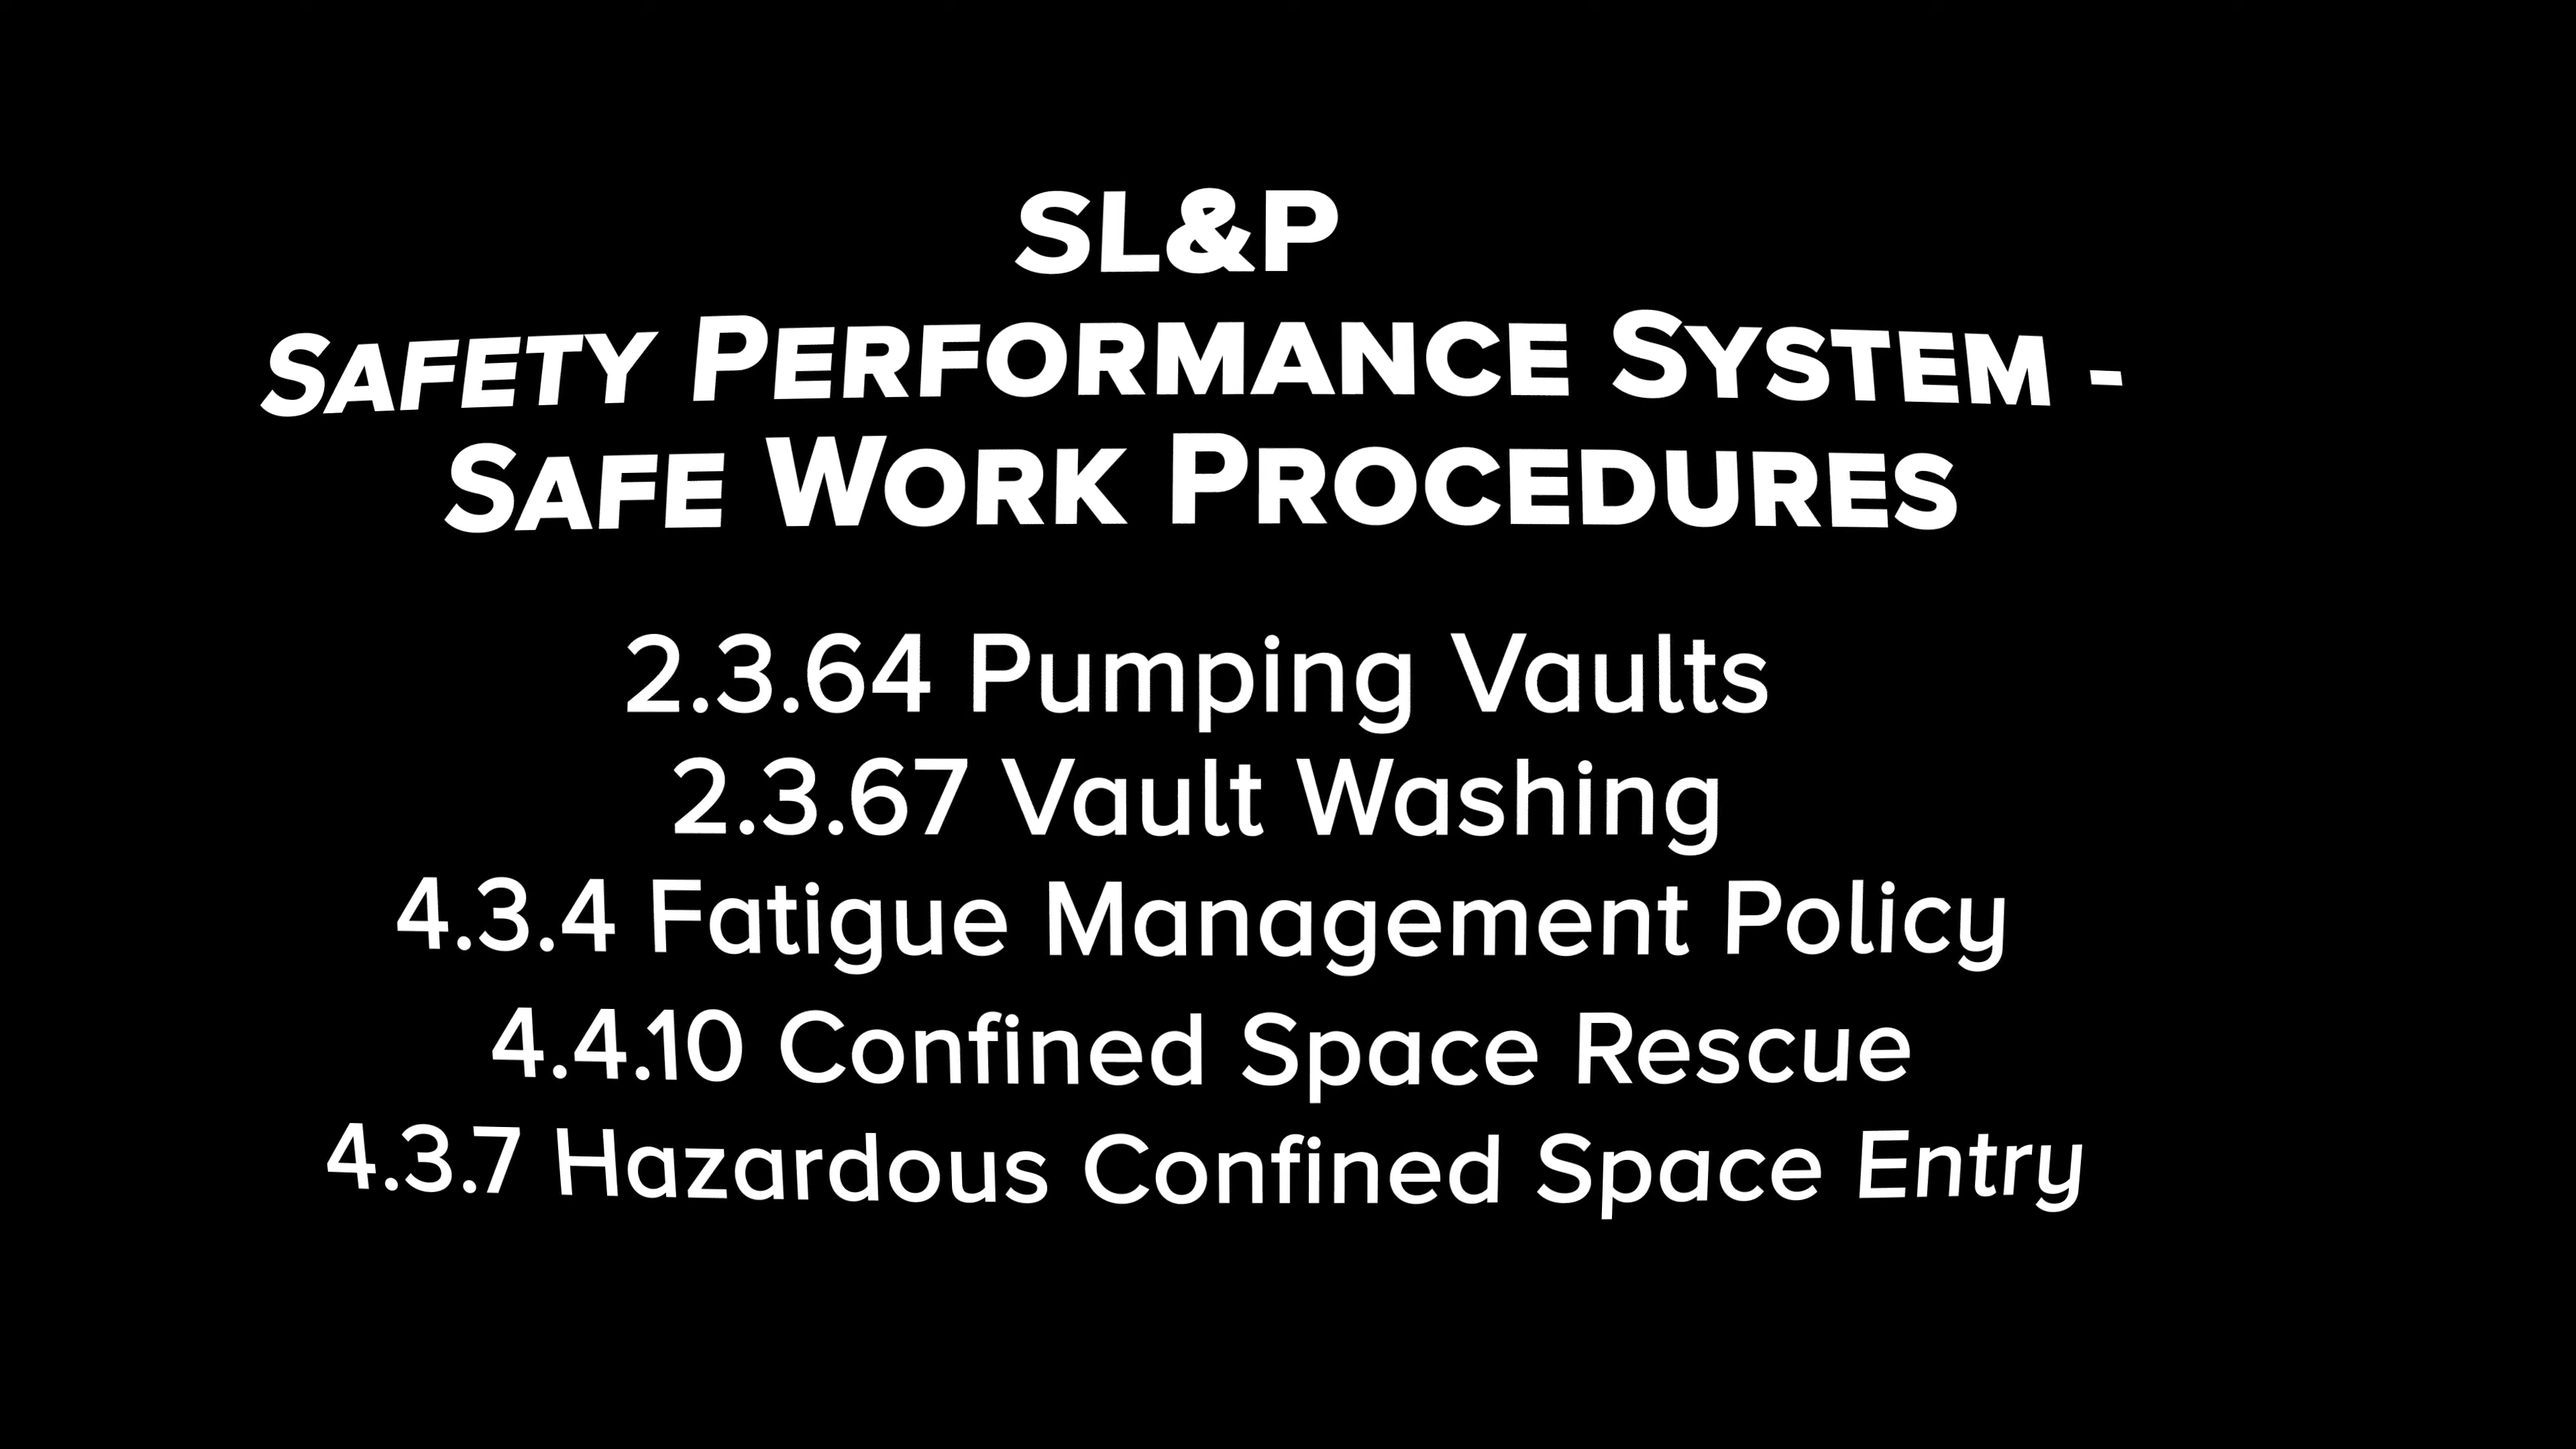 SL&P
SAFETY PERFORMANCE SYSTEM -
SAFE WORK PROCEDURES
2.3.64 Pumping Vaults
2.3.67 Vault Washing
4.3.4 Fatigue Management Policy
4.4.10 Confined Space Rescue
4.3.7 Hazardous Confined Space Entry